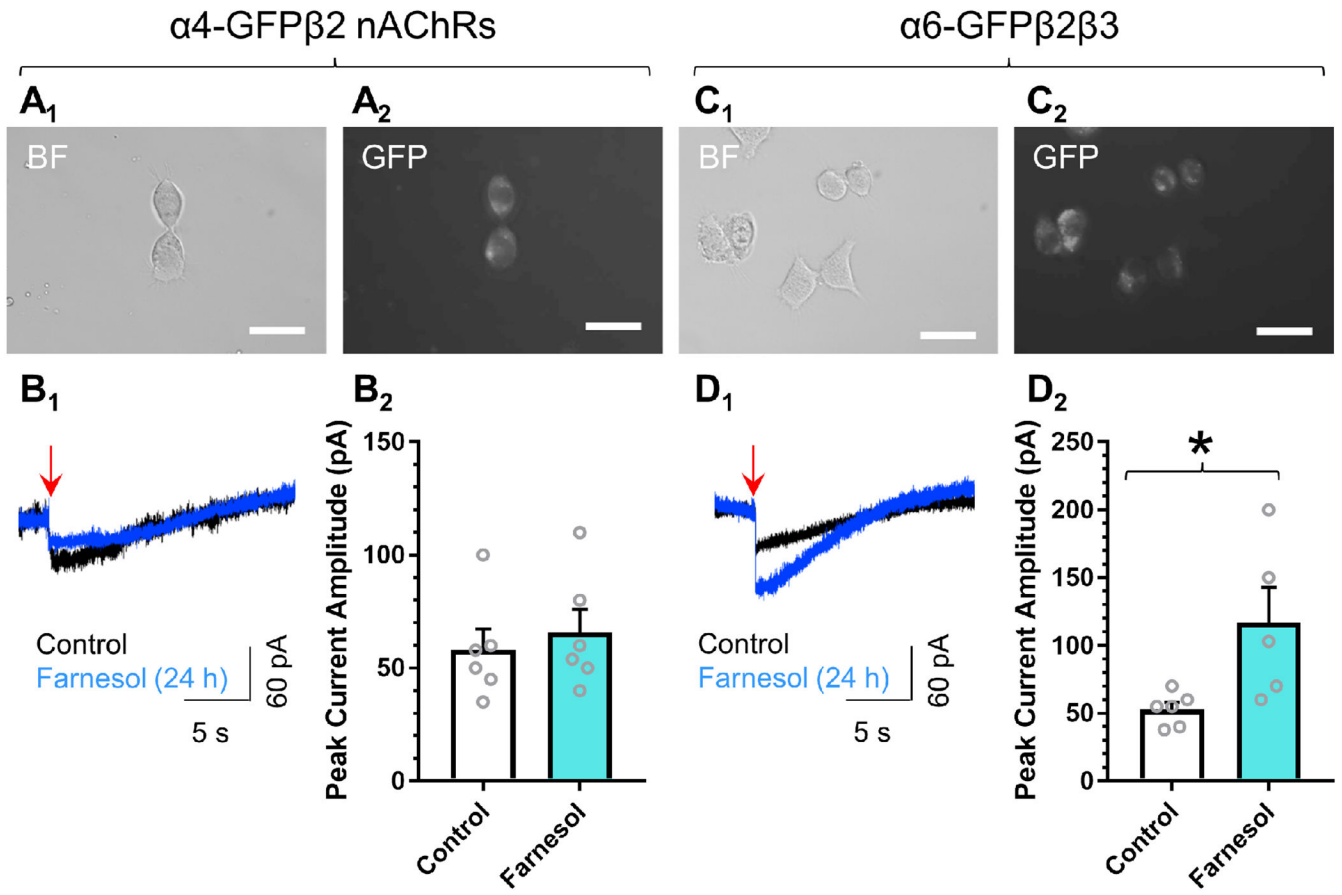 α4-GFPβ2 nAChRs
α6-GFPβ2β3
A1
A2
C1
C2
BF
GFP
BF
GFP
B1
B2
D1
D2
Control
Farnesol (24 h)
60 pA
5 s
Peak Current Amplitude (pA)
150
100
50
0
Control
Farnesol
Control
Farnesol (24 h)
60 pA
5 s
Peak Current Amplitude (pA)
250
200
150
100
50
0
*
Control
Farnesol